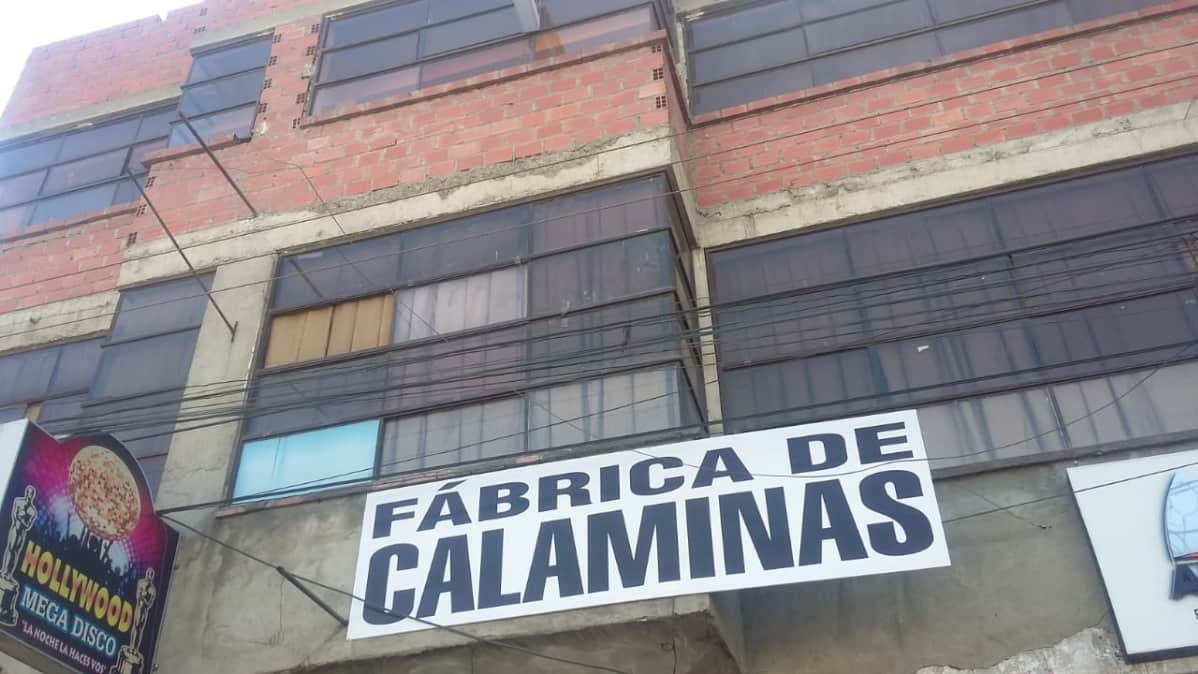 FÁBRICA DE
CALAMINAS
HOLLYWOOD
MEGA DISCO
"LA NOCHE LA HACES VOS"